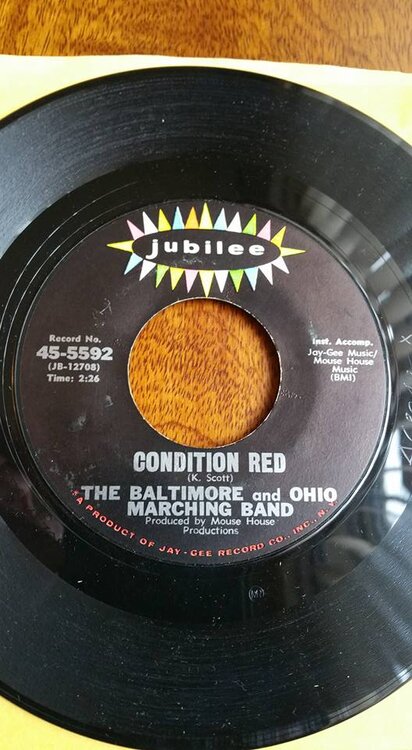 jubilee
Record No.
45-5592
(JB-12708)
Time: 2:26
Inst. Accomp.
Jay-Gee Music/
Mouse House
Music
(BMI)
CONDITION RED
(K. Scott)
THE BALTIMORE and OHIO
MARCHING BAND
Produced by Mouse House
Productions
A PRODUCT OF JAY-GEE RECORD CO., INC., N.Y.